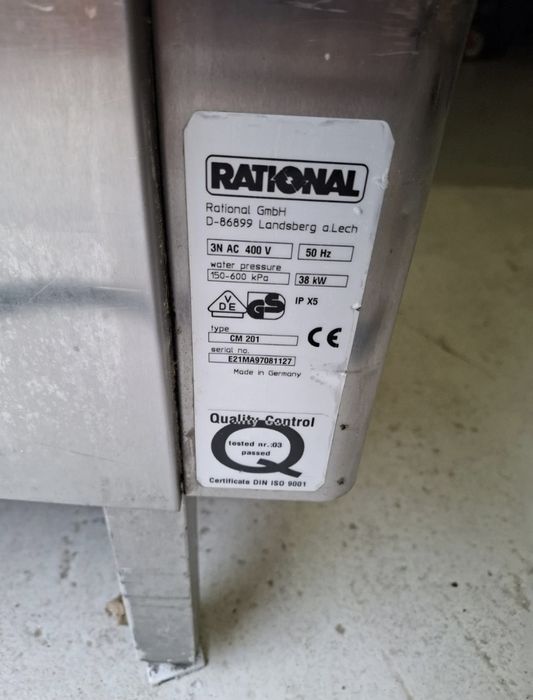 RATIONAL
Rational GmbH
D-86899 Landsberg a.Lech
3N AC 400 V 50 Hz
water pressure
150-600 kPa 38 kW
VDE GS IP X5
type
CM 201 CE
serial no.
E21MA97081127
Made in Germany
Quality Control
tested nr.:03
passed
Certificate DIN ISO 9001